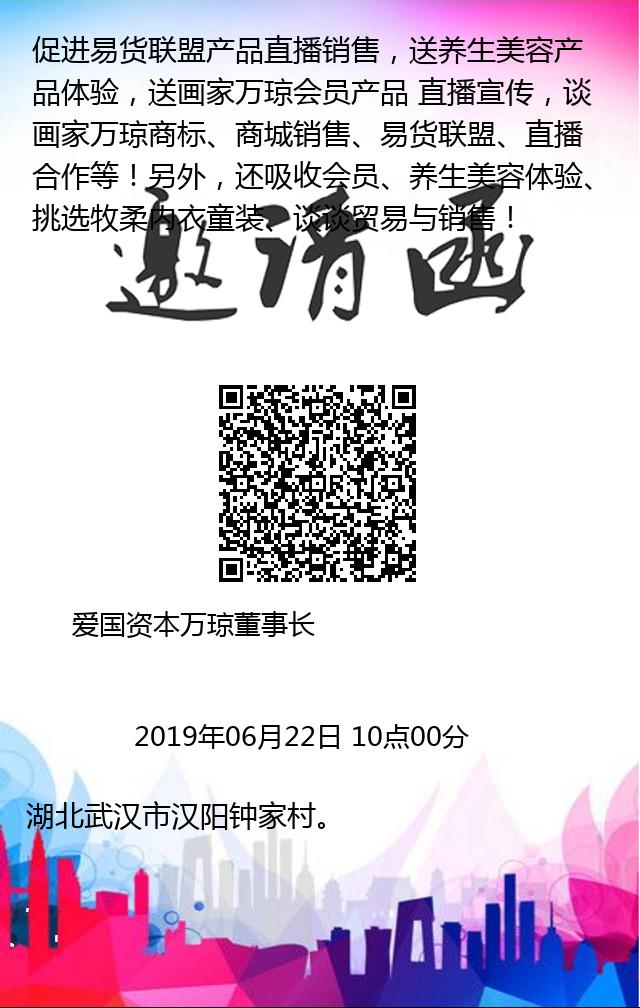 促进易货联盟产品直播销售，送养生美容产
品体验，送画家万琼会员产品 直播宣传，谈
画家万琼商标、商城销售、易货联盟、直播
合作等！另外，还吸收会员、养生美容体验、
挑选牧柔内衣童装、谈谈贸易与销售！
邀请函
爱国资本万琼董事长
2019年06月22日 10点00分
湖北武汉市汉阳钟家村。